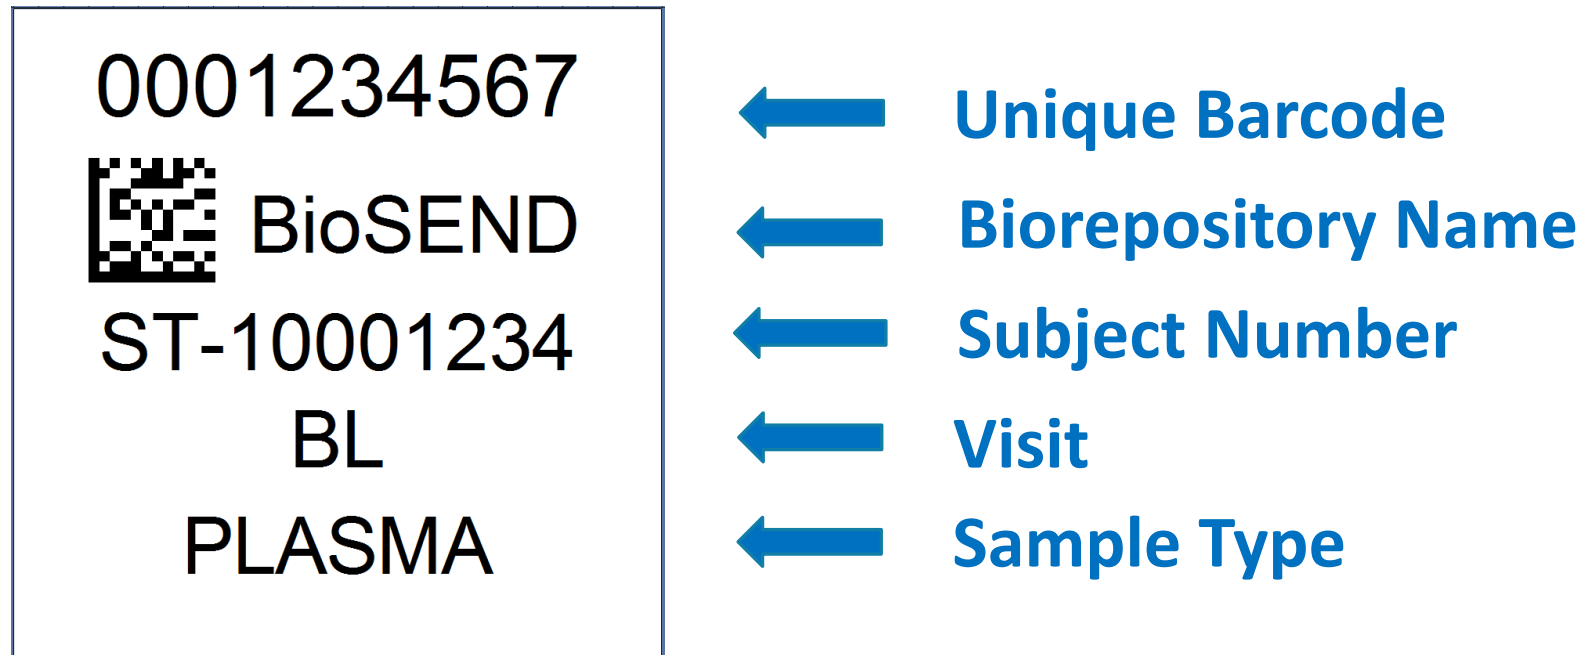 0001234567
Unique Barcode
BioSEND
Biorepository Name
ST-10001234
Subject Number
BL
Visit
PLASMA
Sample Type